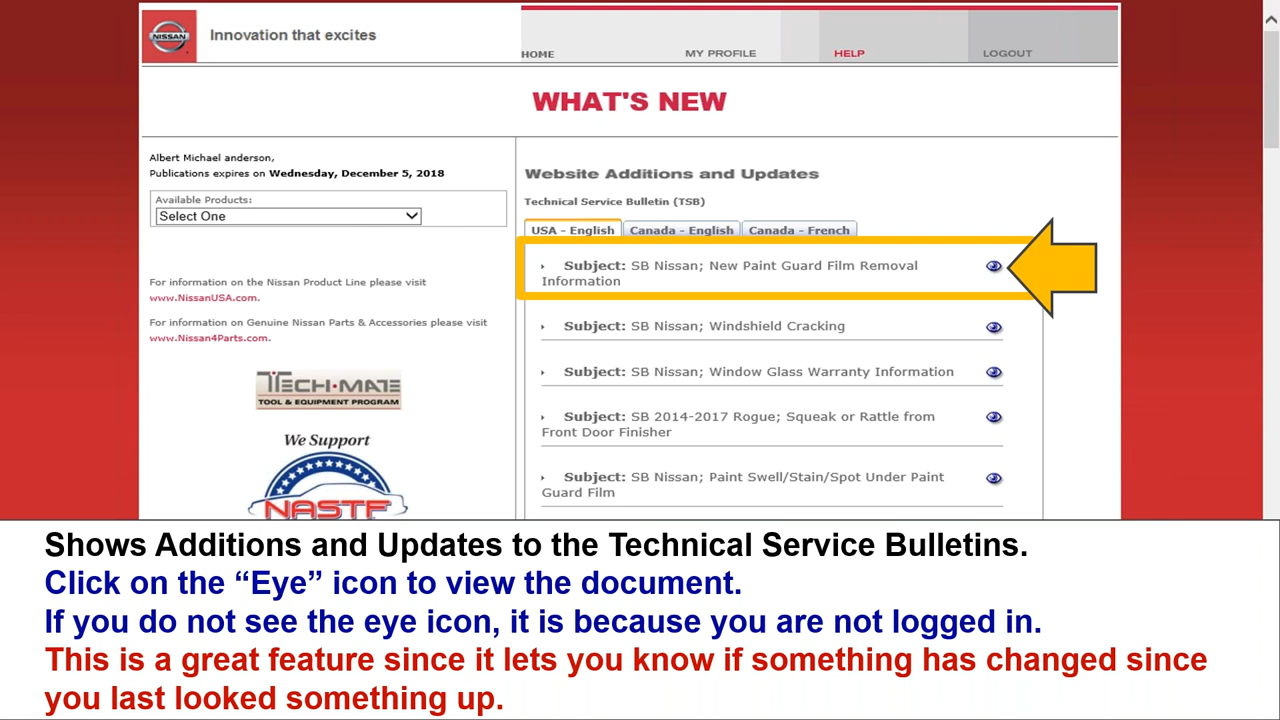 NISSAN
Innovation that excites
HOME
MY PROFILE
HELP
LOGOUT
WHAT'S NEW
Albert Michael anderson,
Publications expires on Wednesday, December 5, 2018
Available Products:
Select One
For information on the Nissan Product Line please visit
www.NissanUSA.com.
For information on Genuine Nissan Parts & Accessories please visit
www.Nissan4Parts.com.
TECH-MATE
TOOL & EQUIPMENT PROGRAM
We Support
NASTF
Website Additions and Updates
Technical Service Bulletin (TSB)
USA - English
Canada - English
Canada - French
Subject: SB Nissan; New Paint Guard Film Removal
Information
Subject: SB Nissan; Windshield Cracking
Subject: SB Nissan; Window Glass Warranty Information
Subject: SB 2014-2017 Rogue; Squeak or Rattle from
Front Door Finisher
Subject: SB Nissan; Paint Swell/Stain/Spot Under Paint
Guard Film
Shows Additions and Updates to the Technical Service Bulletins.
Click on the “Eye” icon to view the document.
If you do not see the eye icon, it is because you are not logged in.
This is a great feature since it lets you know if something has changed since
you last looked something up.